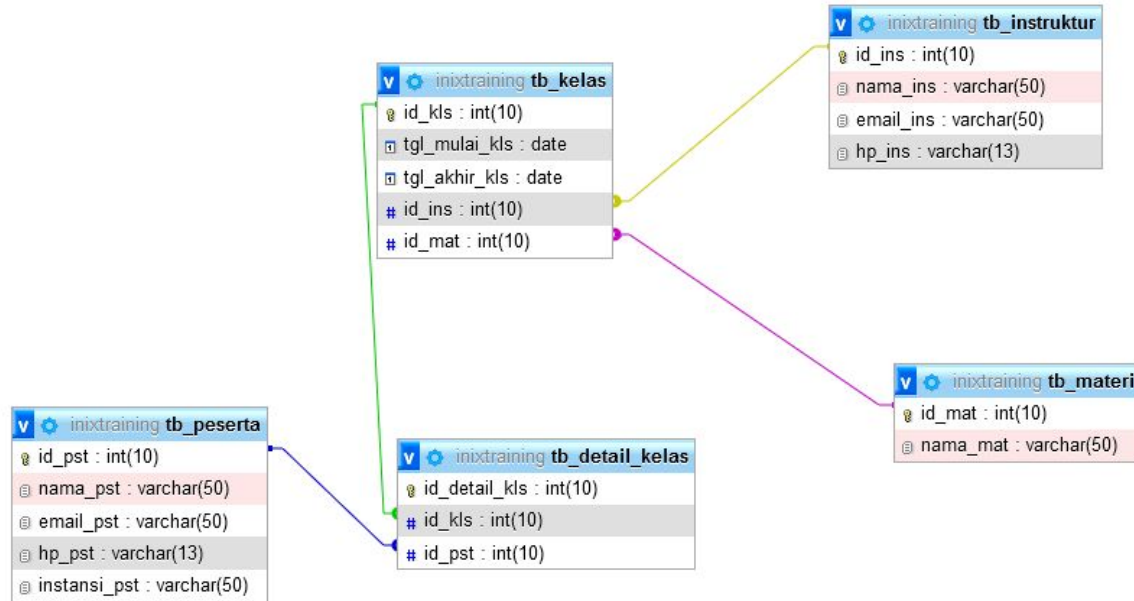 v inixtraining tb_instruktur
id_ins : int(10)
nama_ins : varchar(50)
email_ins : varchar(50)
hp_ins : varchar(13)
v inixtraining tb_kelas
id_kls : int(10)
tgl_mulai_kls : date
tgl_akhir_kls : date
# id_ins : int(10)
# id_mat : int(10)
v inixtraining tb_materi
id_mat : int(10)
nama_mat : varchar(50)
v inixtraining tb_peserta
id_pst : int(10)
nama_pst : varchar(50)
email_pst : varchar(50)
hp_pst : varchar(13)
instansi_pst : varchar(50)
v inixtraining tb_detail_kelas
id_detail_kls : int(10)
# id_kls : int(10)
# id_pst : int(10)